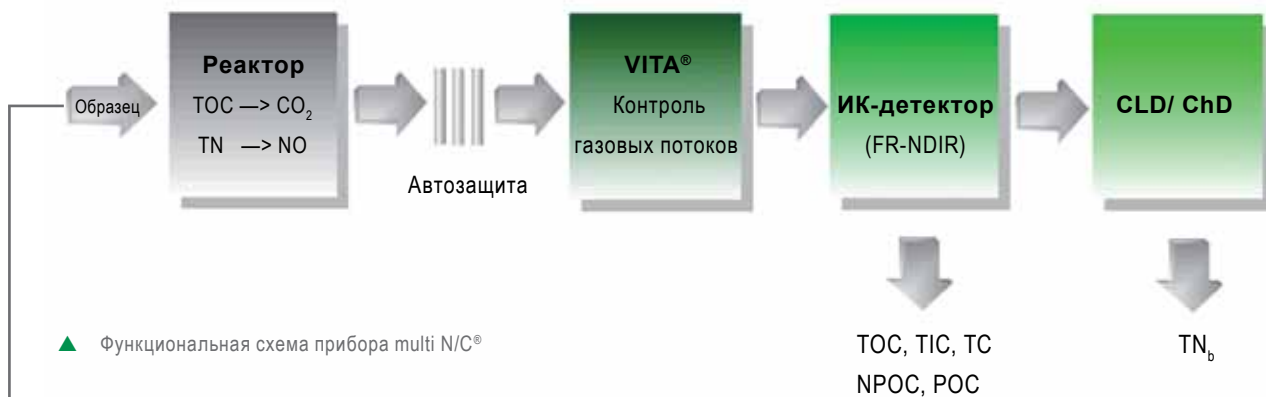 Образец
Реактор
TOC —> CO₂
TN —> NO
Автозащита
VITA®
Контроль
газовых потоков
ИК-детектор
(FR-NDIR)
CLD/ ChD
TOC, TIC, TC
NPOC, POC
TN_b
▲ Функциональная схема прибора multi N/C®